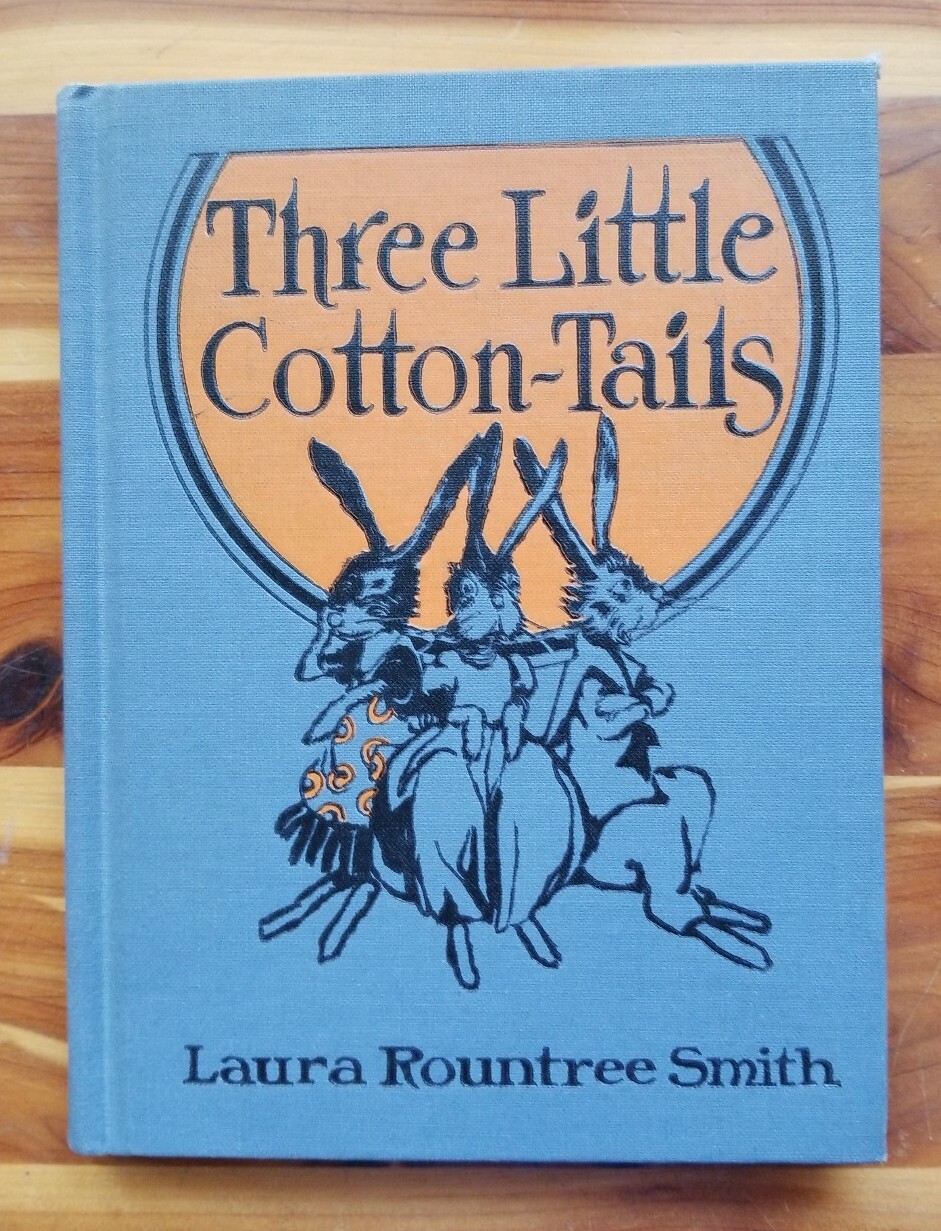 Three Little
Cotton-Tails
Laura Rountree Smith